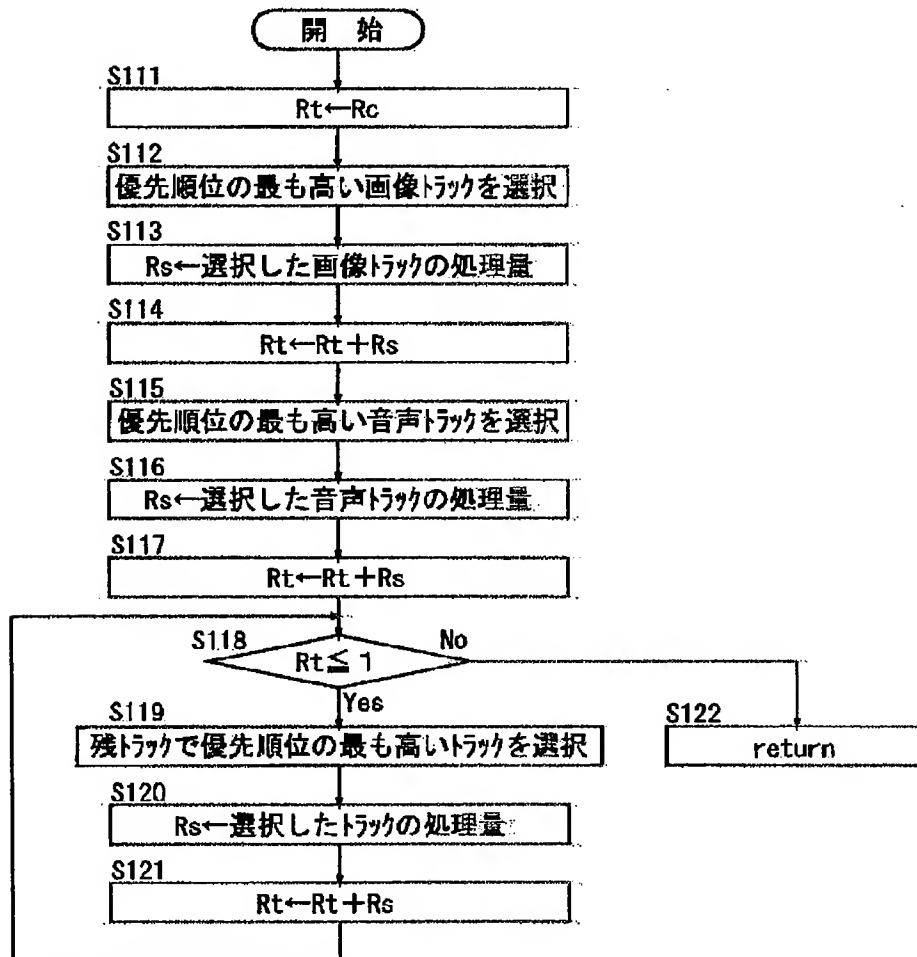 開 始
S111
Rt←Rc
S112
優先順位の最も高い画像トラックを選択
S113
Rs←選択した画像トラックの処理量
S114
Rt←Rt＋Rs
S115
優先順位の最も高い音声トラックを選択
S116
Rs←選択した音声トラックの処理量
S117
Rt←Rt＋Rs
S118
No
Rt≦ 1
Yes
S119
残トラックで優先順位の最も高いトラックを選択
S122
return
S120
Rs←選択したトラックの処理量
S121
Rt←Rt＋Rs